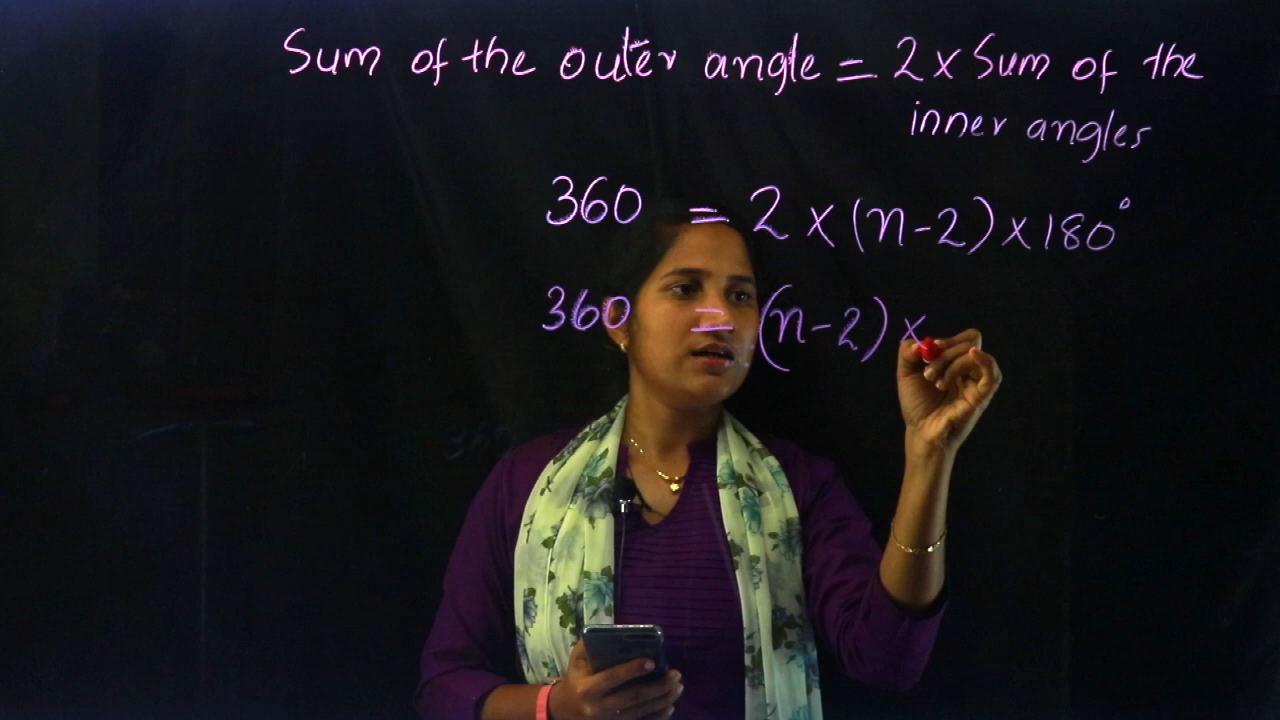 Sum of the outer angle = 2 × Sum of the
inner angles
360 = 2 × (n-2) × 180°
360 = (n-2) ×